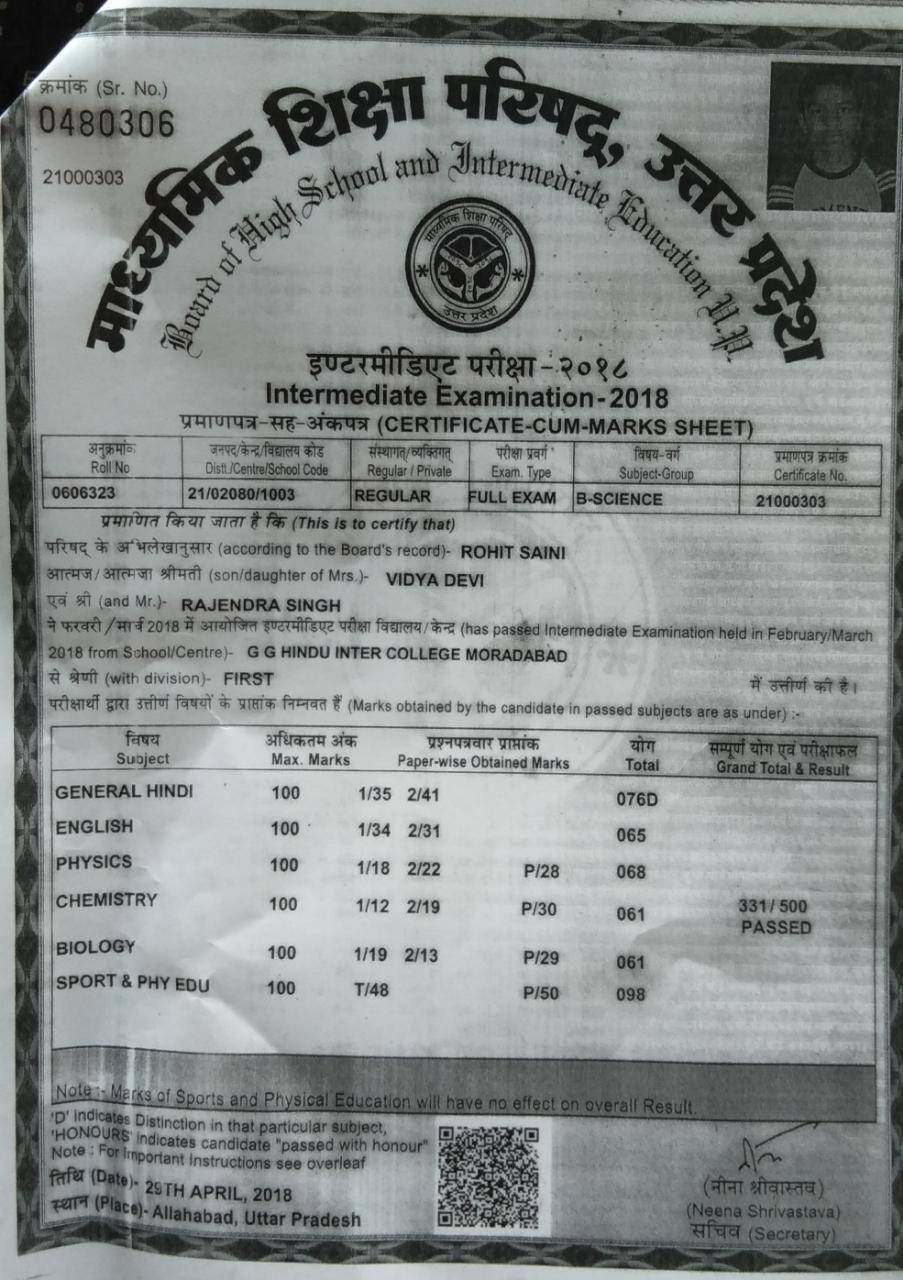 क्रमांक (Sr. No.)
0480306
21000303
माध्यमिक शिक्षा परिषद्, उत्तर प्रदेश
Board of High School and Intermediate Education U.P.
माध्यमिक शिक्षा परिषद्
उत्तर प्रदेश
इण्टरमीडिएट परीक्षा-२०१८
Intermediate Examination-2018
प्रमाणपत्र-सह-अंकपत्र (CERTIFICATE-CUM-MARKS SHEET)
अनुक्रमांक जनपद/केन्द्र/विद्यालय कोड संस्थागत/व्यक्तिगत् परीक्षा प्रवर्ग विषय-वर्ग प्रमाणपत्र क्रमांक
Roll No Distt./Centre/School Code Regular / Private Exam. Type Subject-Group Certificate No.
0606323 21/02080/1003 REGULAR FULL EXAM B-SCIENCE 21000303
प्रमाणित किया जाता है कि (This is to certify that)
परिषद् के अभिलेखानुसार (according to the Board's record)- ROHIT SAINI
आत्मज/आत्मजा श्रीमती (son/daughter of Mrs.)- VIDYA DEVI
एवं श्री (and Mr.)- RAJENDRA SINGH
ने फरवरी/मार्च 2018 में आयोजित इण्टरमीडिएट परीक्षा विद्यालय/केन्द्र (has passed Intermediate Examination held in February/March
2018 from School/Centre)- G G HINDU INTER COLLEGE MORADABAD
से श्रेणी (with division)- FIRST में उत्तीर्ण की है।
परीक्षार्थी द्वारा उत्तीर्ण विषयों के प्राप्तांक निम्नवत हैं (Marks obtained by the candidate in passed subjects are as under) :-
विषय अधिकतम अंक प्रश्नपत्रवार प्राप्तांक योग सम्पूर्ण योग एवं परीक्षाफल
Subject Max. Marks Paper-wise Obtained Marks Total Grand Total & Result
GENERAL HINDI 100 1/35 2/41 076D
ENGLISH 100 1/34 2/31 065
PHYSICS 100 1/18 2/22 P/28 068
CHEMISTRY 100 1/12 2/19 P/30 061 331/500
PASSED
BIOLOGY 100 1/19 2/13 P/29 061
SPORT & PHY EDU 100 T/48 P/50 098
Note :- Marks of Sports and Physical Education will have no effect on overall Result.
'D' Indicates Distinction in that particular subject,
'HONOURS' indicates candidate "passed with honour"
Note : For Important Instructions see overleaf
तिथि (Date)- 29TH APRIL, 2018
स्थान (Place)- Allahabad, Uttar Pradesh
(नीना श्रीवास्तव)
(Neena Shrivastava)
सचिव (Secretary)